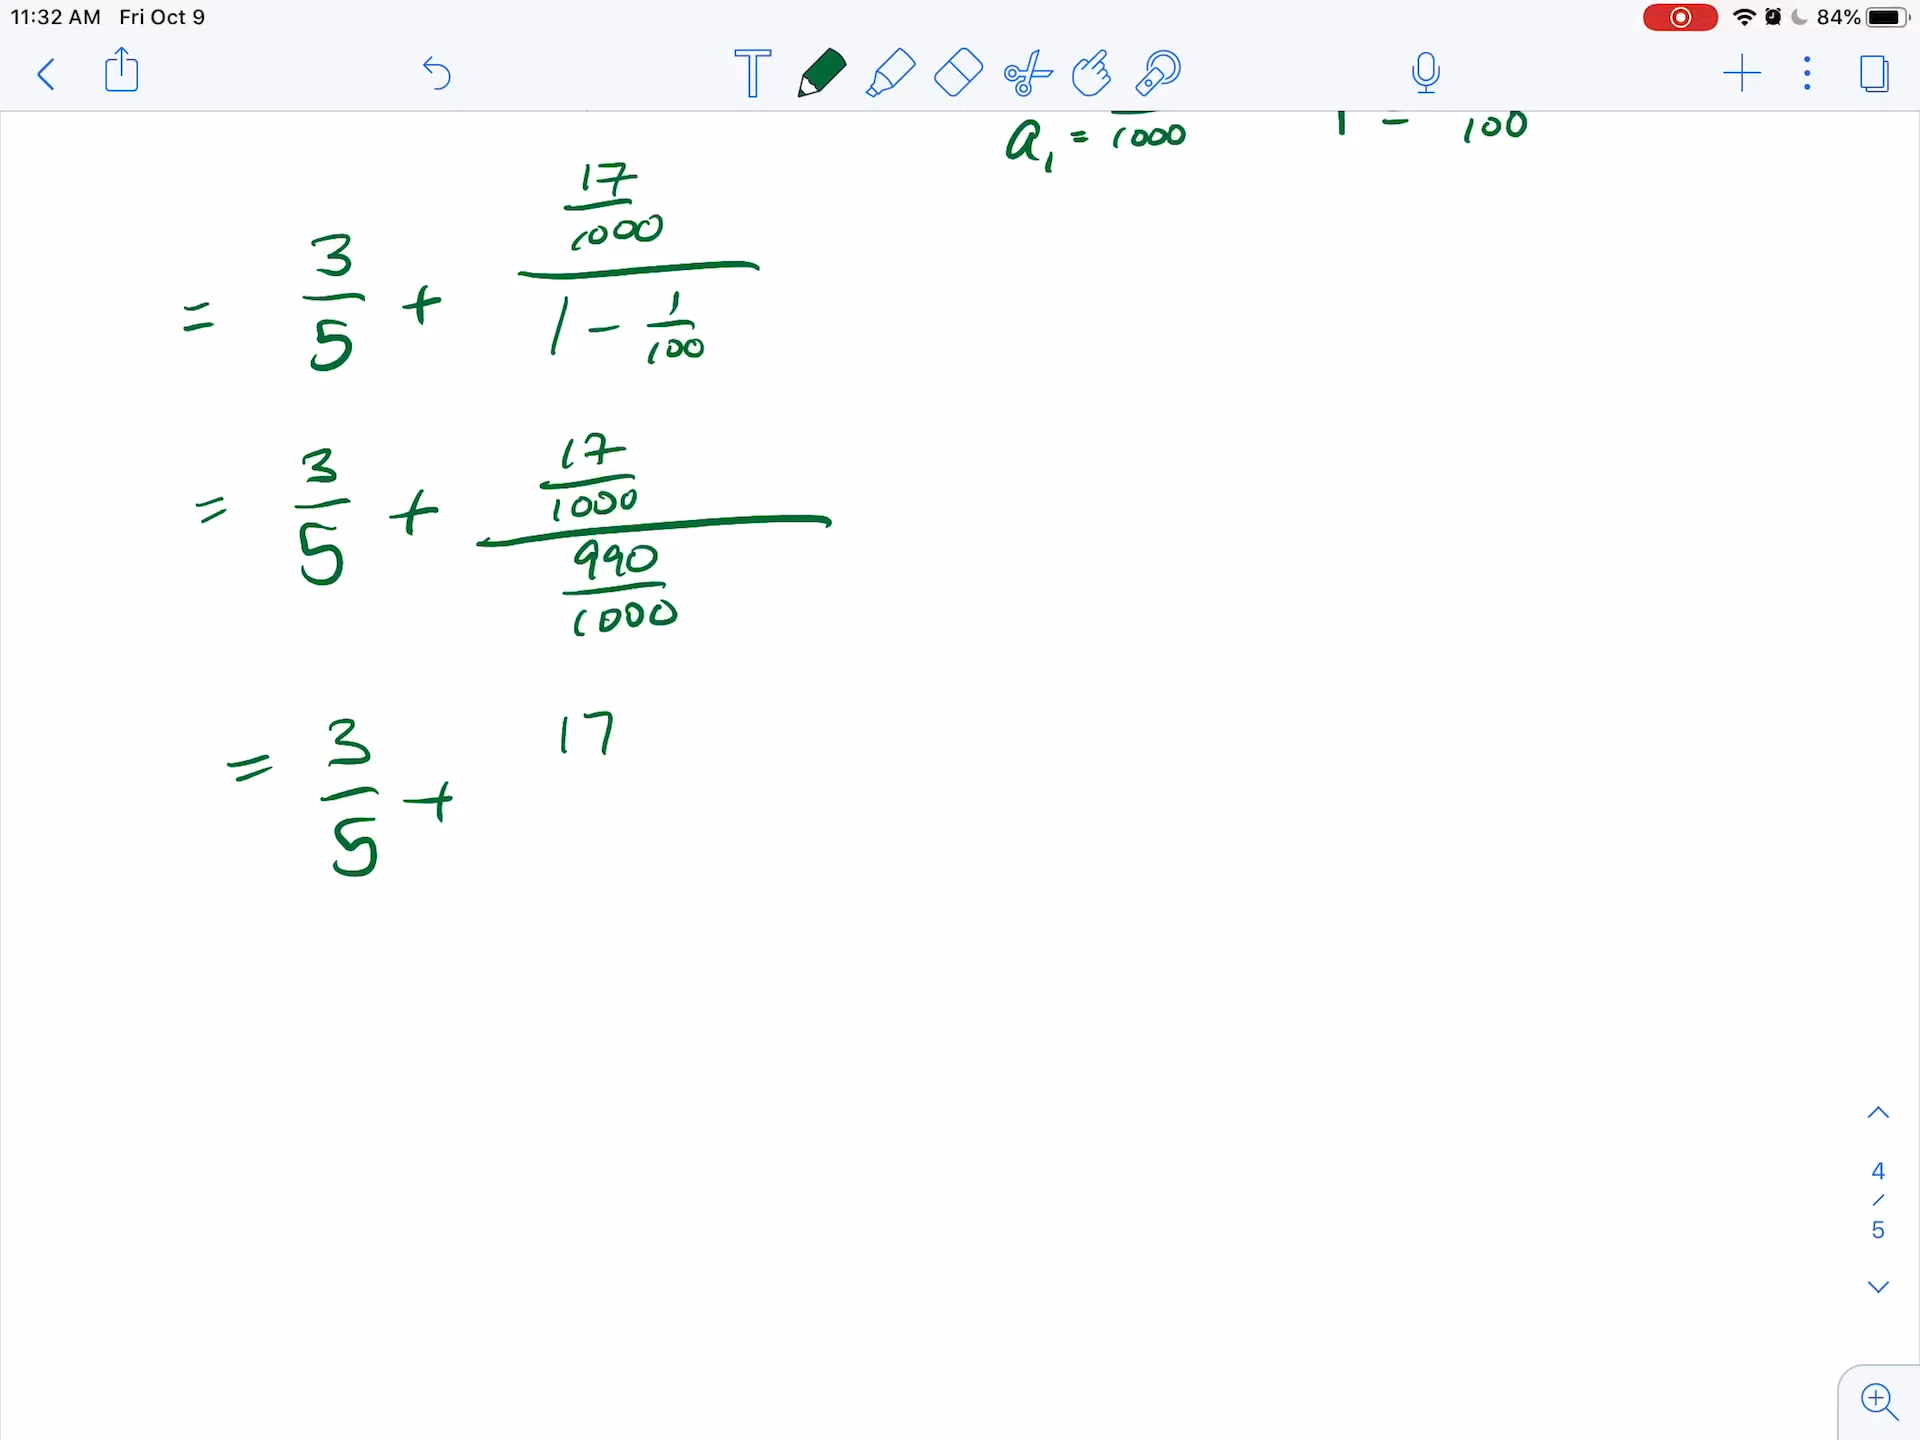 11:32 AM Fri Oct 9 84%
T
a₁ = 1000 1 - 100
= 3/5 + (17/1000)/(1 - 1/100)
= 3/5 + (17/1000)/(990/1000)
= 3/5 + 17
4
/
5